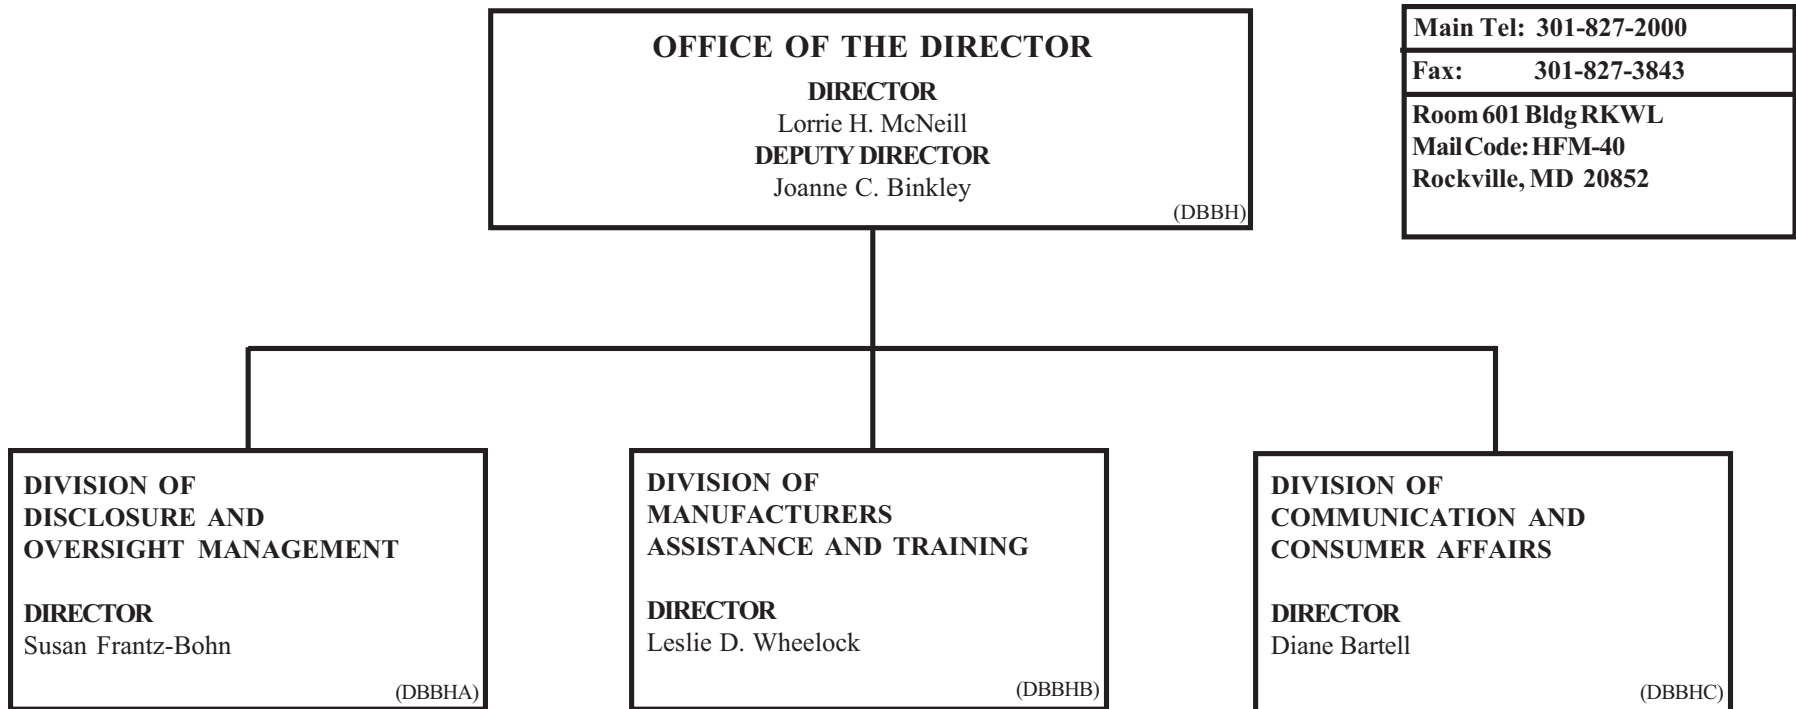 OFFICE OF THE DIRECTOR
DIRECTOR
Lorrie H. McNeill
DEPUTY DIRECTOR
Joanne C. Binkley
(DBBH)
Main Tel: 301-827-2000
Fax: 301-827-3843
Room 601 Bldg RKWL
Mail Code: HFM-40
Rockville, MD 20852
DIVISION OF
DISCLOSURE AND
OVERSIGHT MANAGEMENT
DIRECTOR
Susan Frantz-Bohn
(DBBHA)
DIVISION OF
MANUFACTURERS
ASSISTANCE AND TRAINING
DIRECTOR
Leslie D. Wheelock
(DBBHB)
DIVISION OF
COMMUNICATION AND
CONSUMER AFFAIRS
DIRECTOR
Diane Bartell
(DBBHC)